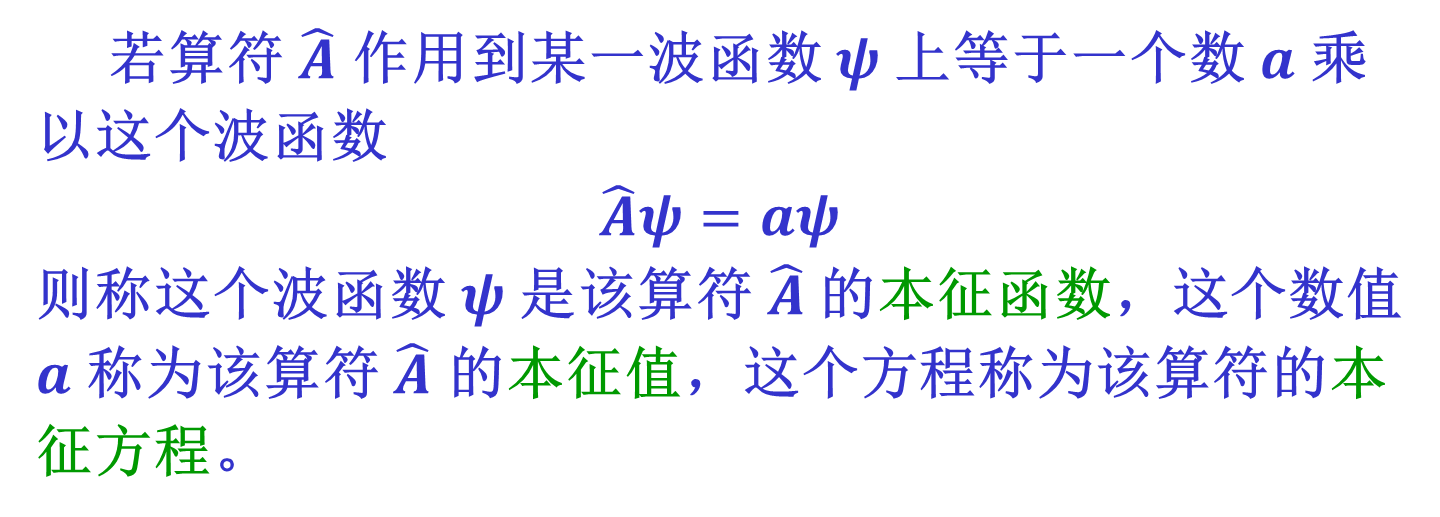 若算符 Â 作用到某一波函数 ψ 上等于一个数 a 乘
以这个波函数
Âψ = aψ
则称这个波函数 ψ 是该算符 Â 的本征函数，这个数值
a 称为该算符 Â 的本征值，这个方程称为该算符的本
征方程。